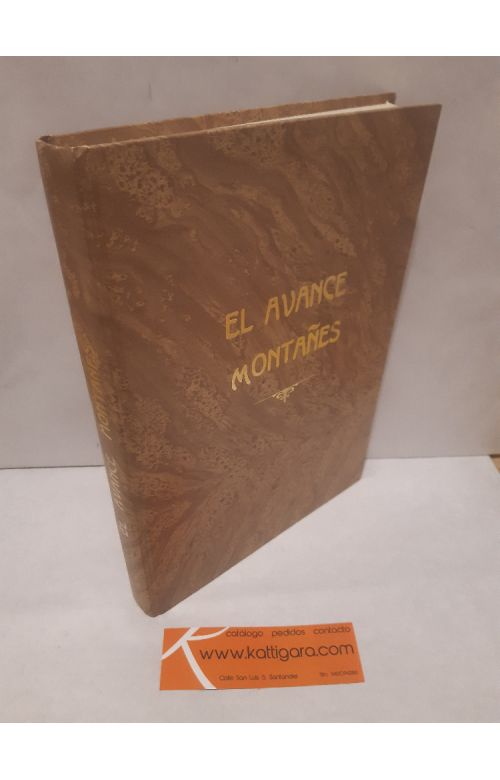 EL AVANCE
MONTAÑES
EL AVANCE MONTAÑES
catálogo pedidos contacto
www.kattigara.com
Calle San Luis 5. Santander